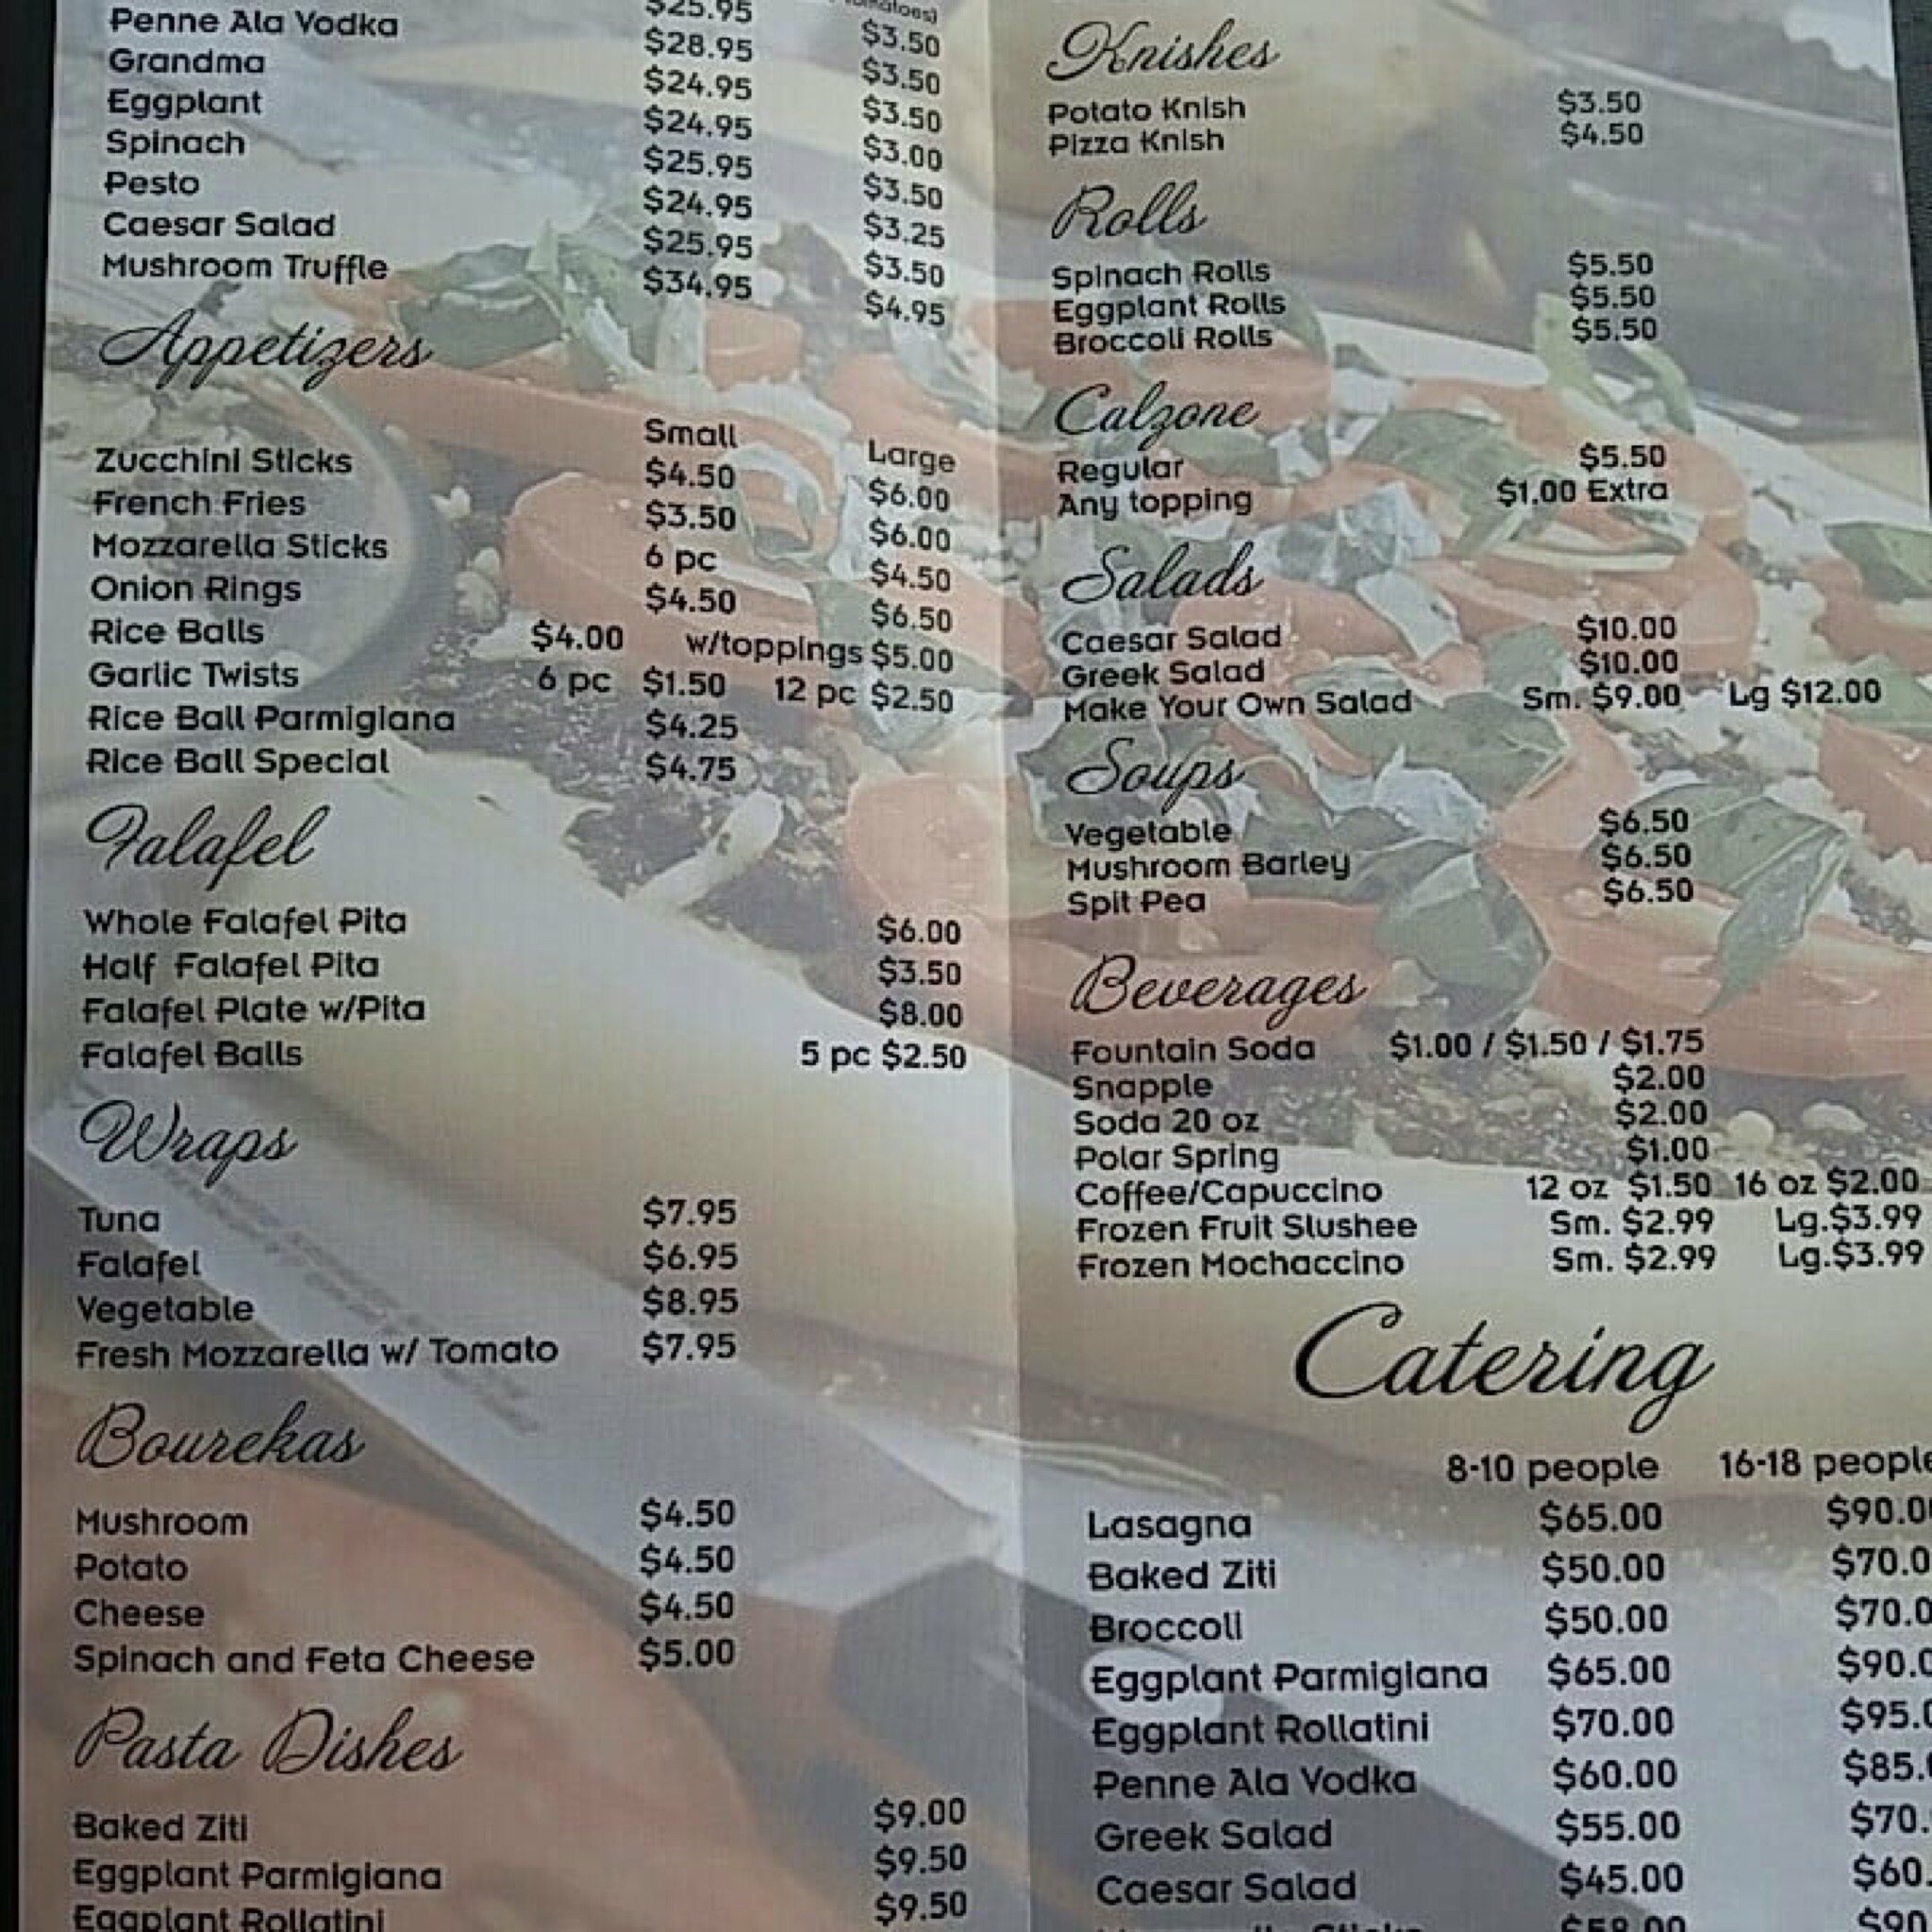 $25.95 $3.50
Penne Ala Vodka $28.95 $3.50
Grandma $24.95 $3.50
Eggplant $24.95 $3.00
Spinach $25.95 $3.50
Pesto $24.95 $3.25
Caesar Salad $25.95 $3.50
Mushroom Truffle $34.95 $4.95
Appetizers
Small Large
Zucchini Sticks $4.50 $6.00
French Fries $3.50 $6.00
Mozzarella Sticks 6 pc $4.50
Onion Rings $4.50 $6.50
Rice Balls $4.00 w/toppings $5.00
Garlic Twists 6 pc $1.50 12 pc $2.50
Rice Ball Parmigiana $4.25
Rice Ball Special $4.75
Falafel
Whole Falafel Pita $6.00
Half Falafel Pita $3.50
Falafel Plate w/Pita $8.00
Falafel Balls 5 pc $2.50
Wraps
Tuna $7.95
Falafel $6.95
Vegetable $8.95
Fresh Mozzarella w/ Tomato $7.95
Bourekas
Mushroom $4.50
Potato $4.50
Cheese $4.50
Spinach and Feta Cheese $5.00
Pasta Dishes
Baked Ziti $9.00
Eggplant Parmigiana $9.50
Eggplant Rollatini $9.50
Knishes
Potato Knish $3.50
Pizza Knish $4.50
Rolls
Spinach Rolls $5.50
Eggplant Rolls $5.50
Broccoli Rolls $5.50
Calzone
Regular $5.50
Any topping $1.00 Extra
Salads
Caesar Salad $10.00
Greek Salad $10.00
Make Your Own Salad Sm. $9.00 Lg $12.00
Soups
Vegetable $6.50
Mushroom Barley $6.50
Spit Pea $6.50
Beverages
Fountain Soda $1.00 / $1.50 / $1.75
Snapple $2.00
Soda 20 oz $2.00
Polar Spring $1.00
Coffee/Capuccino 12 oz $1.50 16 oz $2.00
Frozen Fruit Slushee Sm. $2.99 Lg.$3.99
Frozen Mochaccino Sm. $2.99 Lg.$3.99
Catering
8-10 people 16-18 people
Lasagna $65.00 $90.0
Baked Ziti $50.00 $70.0
Broccoli $50.00 $70.0
Eggplant Parmigiana $65.00 $90.0
Eggplant Rollatini $70.00 $95.
Penne Ala Vodka $60.00 $85.
Greek Salad $55.00 $70.
Caesar Salad $45.00 $60.